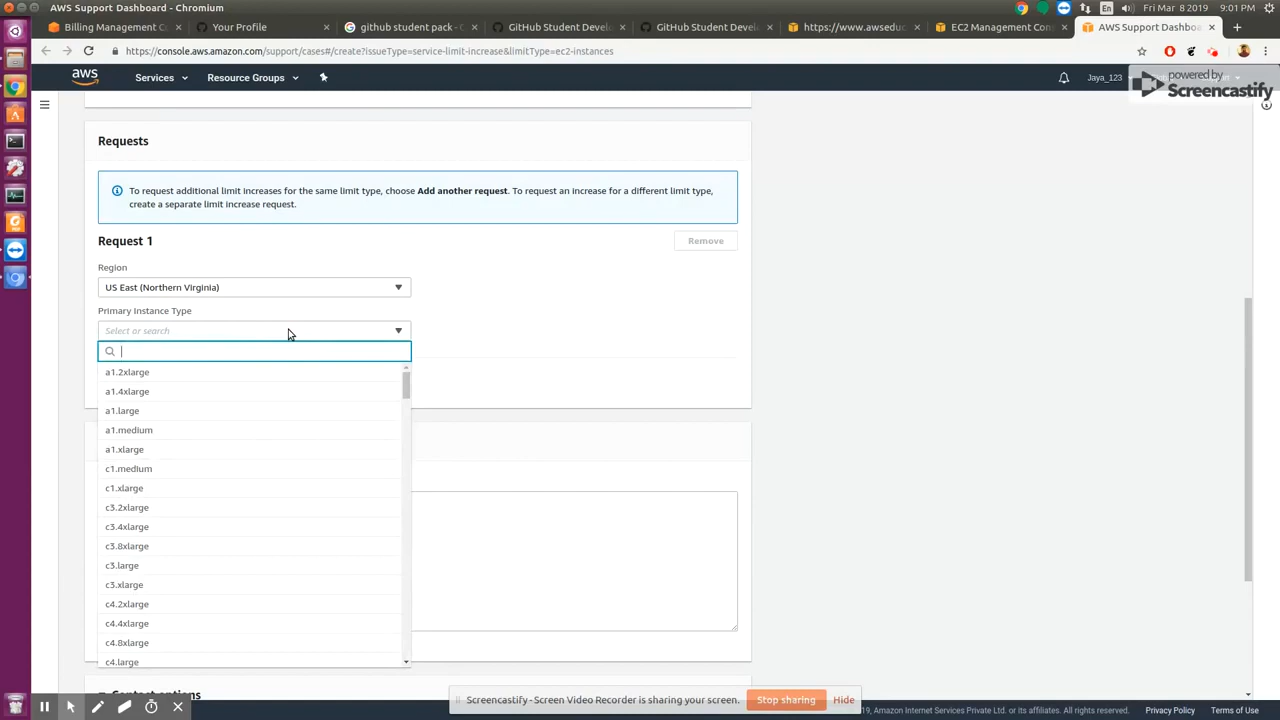 AWS Support Dashboard - Chromium
En
Fri Mar 8 2019
9:01 PM
Billing Management C
Your Profile
github student pack - G
GitHub Student Develo
GitHub Student Develo
https://www.awseduc
EC2 Management Con
AWS Support Dashboa
https://console.aws.amazon.com/support/cases#/create?issueType=service-limit-increase&limitType=ec2-instances
aws
Services
Resource Groups
Jaya_123
powered by
Screencastify
Requests
To request additional limit increases for the same limit type, choose Add another request. To request an increase for a different limit type,
create a separate limit increase request.
Request 1
Remove
Region
US East (Northern Virginia)
Primary Instance Type
Select or search
a1.2xlarge
a1.4xlarge
a1.large
a1.medium
a1.xlarge
c1.medium
c1.xlarge
c3.2xlarge
c3.4xlarge
c3.8xlarge
c3.large
c3.xlarge
c4.2xlarge
c4.4xlarge
c4.8xlarge
c4.large
Contact options
Screencastify - Screen Video Recorder is sharing your screen.
Stop sharing
Hide
19, Amazon Internet Services Private Ltd. or its affiliates. All rights reserved.
Privacy Policy
Terms of Use